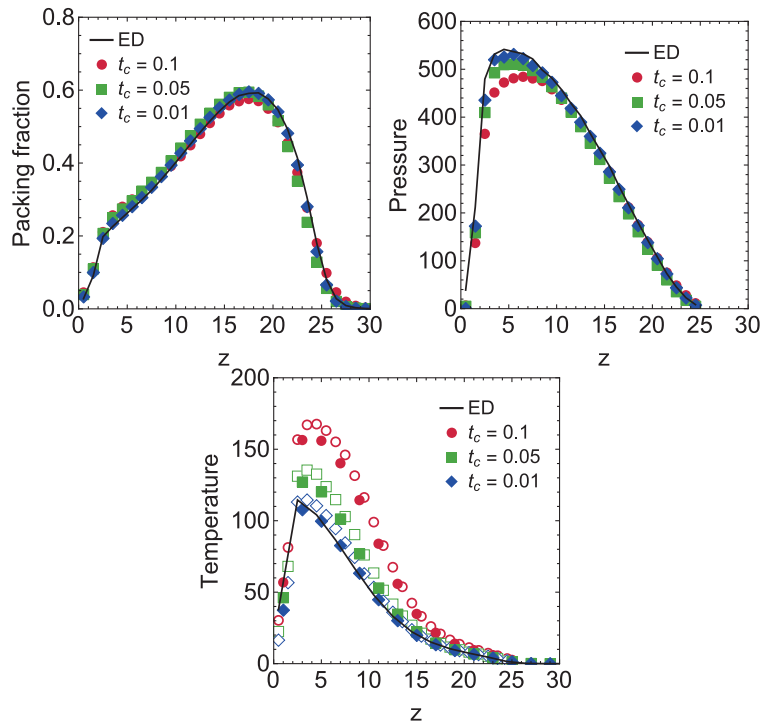 0.8
0.6
0.4
0.2
0.0
Packing fraction
ED
t_c = 0.1
t_c = 0.05
t_c = 0.01
0 5 10 15 20 25 30
z
600
500
400
300
200
100
0
Pressure
ED
t_c = 0.1
t_c = 0.05
t_c = 0.01
0 5 10 15 20 25 30
z
200
150
100
50
0
Temperature
ED
t_c = 0.1
t_c = 0.05
t_c = 0.01
0 5 10 15 20 25 30
z